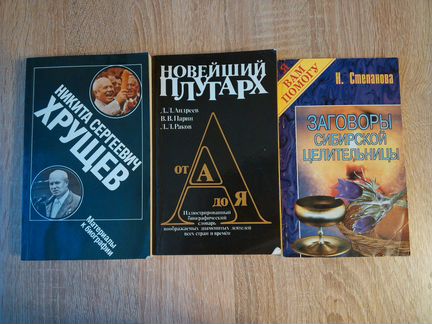 НИКИТА СЕРГЕЕВИЧ
ХРУЩЕВ
Материалы
к биографии
НОВЕЙШИЙ
ПЛУТАРХ
Д. Л. Андреев
В. В. Парин
Л. Л. Раков
от А
до Я
Иллюстрированный
биографический
словарь
воображаемых знаменитых деятелей
всех стран и времён
Я
ВАМ
ПОМОГУ
Н. Степанова
ЗАГОВОРЫ
СИБИРСКОЙ
ЦЕЛИТЕЛЬНИЦЫ